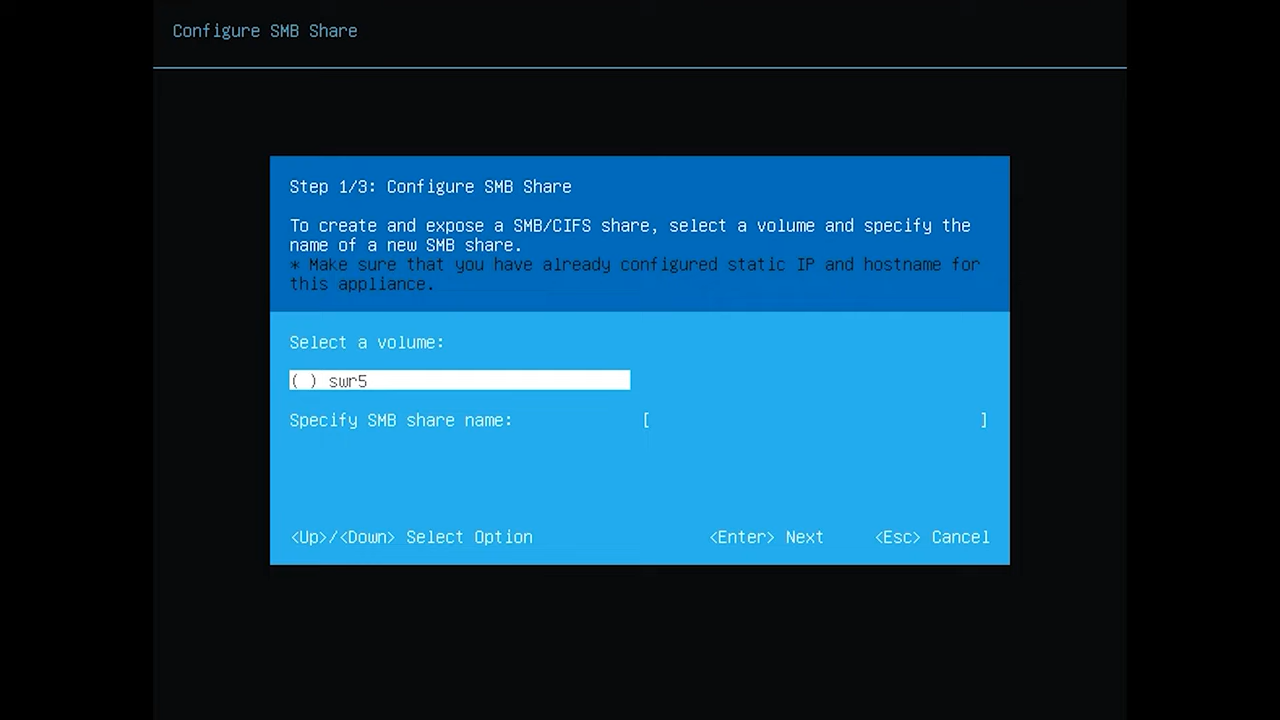 Configure SMB Share
Step 1/3: Configure SMB Share
To create and expose a SMB/CIFS share, select a volume and specify the
name of a new SMB share.
* Make sure that you have already configured static IP and hostname for
this appliance.
Select a volume:
( ) swr5
Specify SMB share name: [ ]
<Up>/<Down> Select Option <Enter> Next <Esc> Cancel